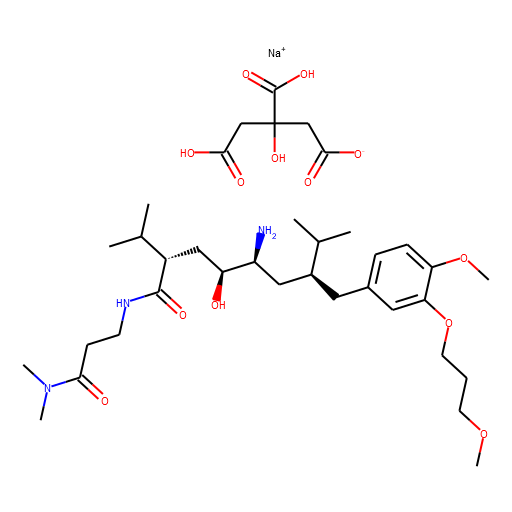 Na+
O OH
HO OH O-
O O
NH2
O
HN OH O
O
N O
O